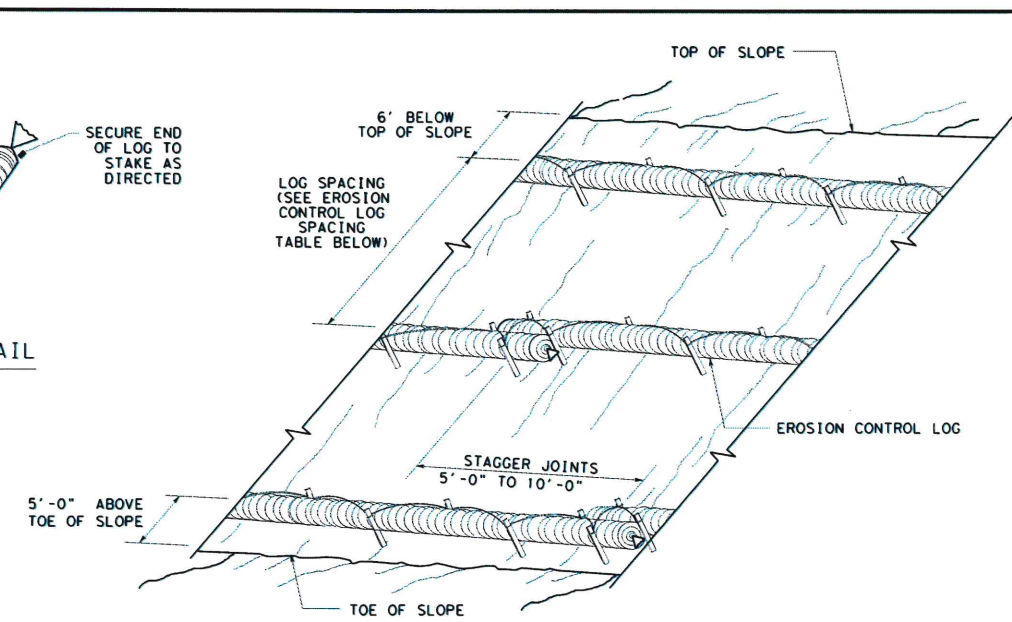 TOP OF SLOPE
SECURE END
OF LOG TO
STAKE AS
DIRECTED
6' BELOW
TOP OF SLOPE
LOG SPACING
(SEE EROSION
CONTROL LOG
SPACING
TABLE BELOW)
AIL
EROSION CONTROL LOG
STAGGER JOINTS
5'-0" TO 10'-0"
5'-0" ABOVE
TOE OF SLOPE
TOE OF SLOPE